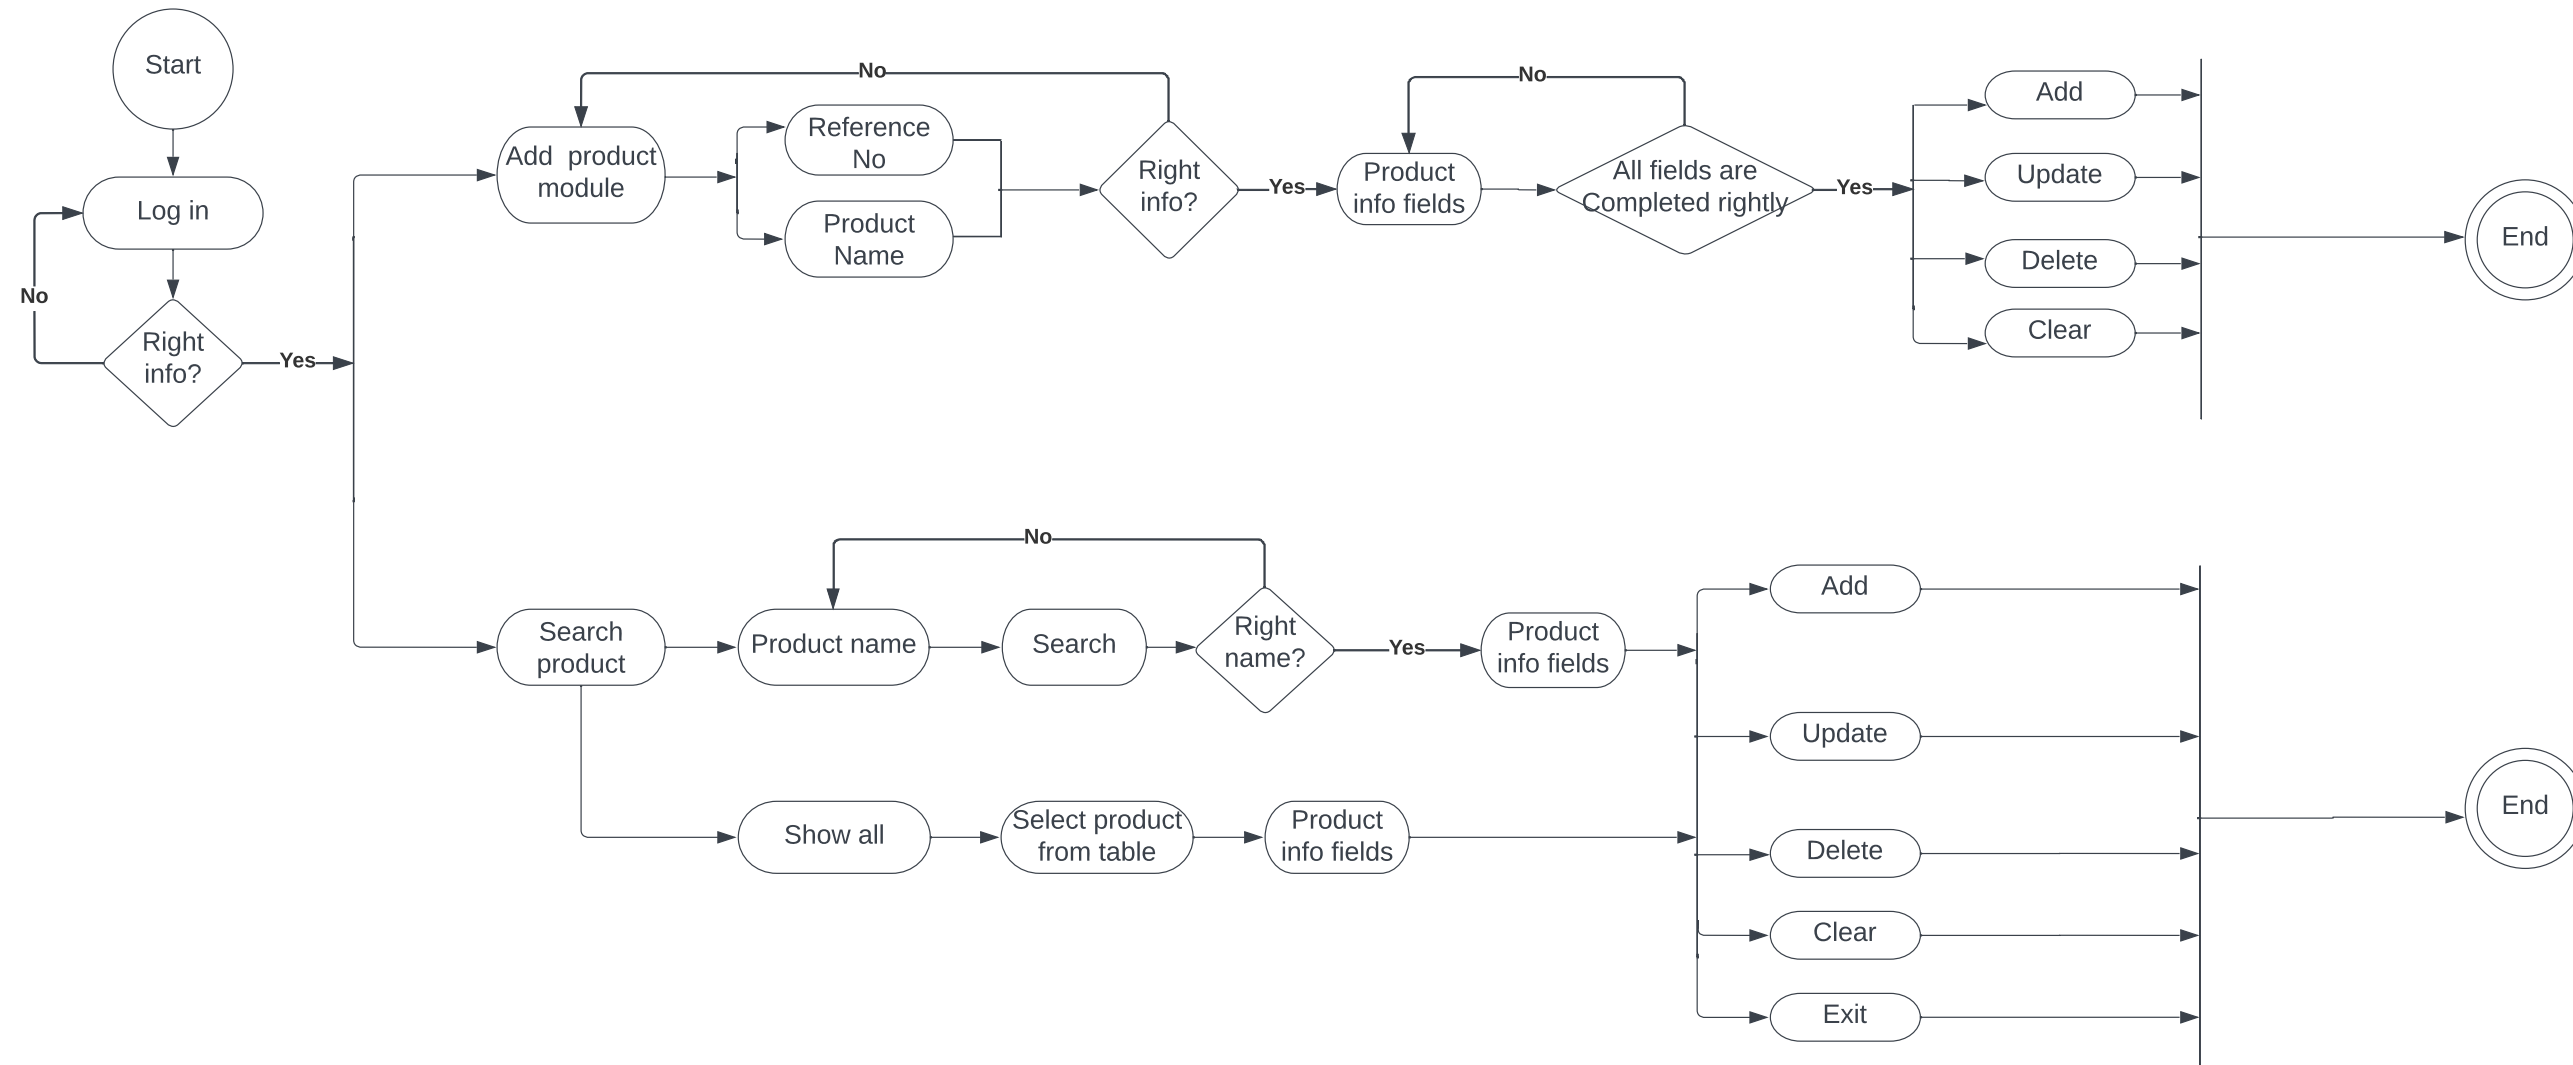 Start
Log in
No
Right
info?
Yes
No
Add  product
module
Reference
No
Product
Name
Right
info?
Yes
No
Product
info fields
All fields are
Completed rightly
Yes
Add
Update
Delete
Clear
End
Search
product
No
Product name
Search
Right
name?
Yes
Product
info fields
Show all
Select product
from table
Product
info fields
Add
Update
Delete
Clear
Exit
End